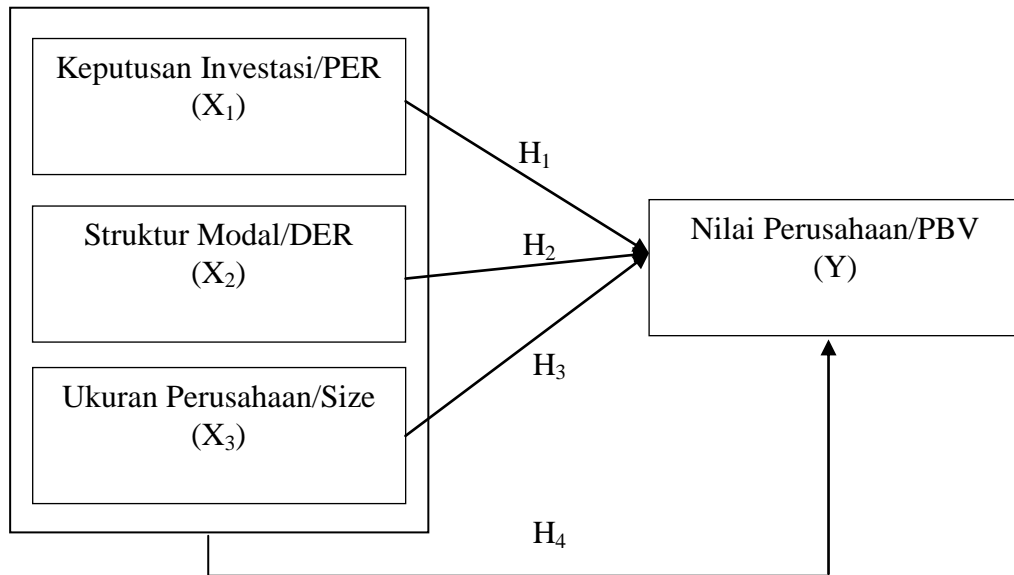 Keputusan Investasi/PER
(X₁)
H₁
Struktur Modal/DER
(X₂)
H₂
Nilai Perusahaan/PBV
(Y)
Ukuran Perusahaan/Size
(X₃)
H₃
H₄